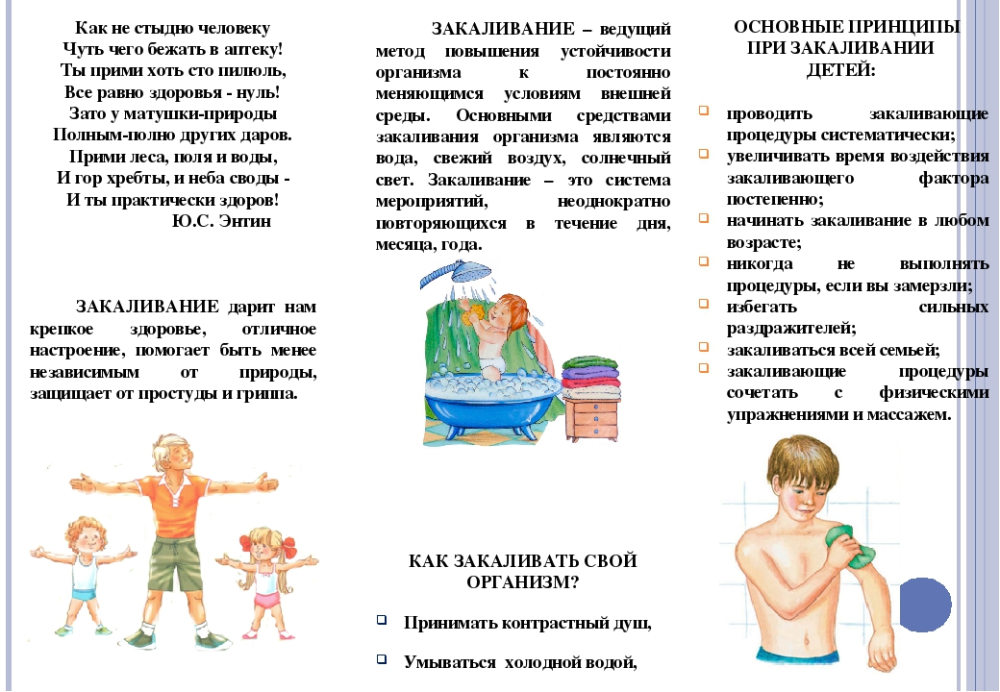 Как не стыдно человеку
Чуть чего бежать в аптеку!
Ты прими хоть сто пилюль,
Все равно здоровья - нуль!
Зато у матушки-природы
Полным-полно других даров.
Прими леса, поля и воды,
И гор хребты, и неба своды -
И ты практически здоров!
Ю.С. Энтин
ЗАКАЛИВАНИЕ дарит нам
крепкое здоровье, отличное
настроение, помогает быть менее
независимым от природы,
защищает от простуды и гриппа.
ЗАКАЛИВАНИЕ – ведущий
метод повышения устойчивости
организма к постоянно
меняющимся условиям внешней
среды. Основными средствами
закаливания организма являются
вода, свежий воздух, солнечный
свет. Закаливание – это система
мероприятий, неоднократно
повторяющихся в течение дня,
месяца, года.
КАК ЗАКАЛИВАТЬ СВОЙ
ОРГАНИЗМ?
Принимать контрастный душ,
Умываться холодной водой,
ОСНОВНЫЕ ПРИНЦИПЫ
ПРИ ЗАКАЛИВАНИИ
ДЕТЕЙ:
проводить закаливающие
процедуры систематически;
увеличивать время воздействия
закаливающего фактора
постепенно;
начинать закаливание в любом
возрасте;
никогда не выполнять
процедуры, если вы замерзли;
избегать сильных
раздражителей;
закаливаться всей семьей;
закаливающие процедуры
сочетать с физическими
упражнениями и массажем.